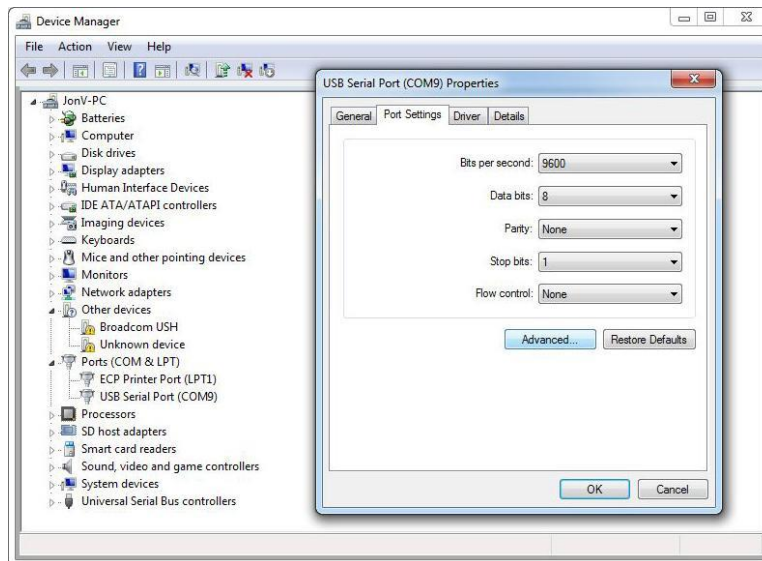 Device Manager
File Action View Help
JonV-PC
Batteries
Computer
Disk drives
Display adapters
Human Interface Devices
IDE ATA/ATAPI controllers
Imaging devices
Keyboards
Mice and other pointing devices
Monitors
Network adapters
Other devices
Broadcom USH
Unknown device
Ports (COM & LPT)
ECP Printer Port (LPT1)
USB Serial Port (COM9)
Processors
SD host adapters
Smart card readers
Sound, video and game controllers
System devices
Universal Serial Bus controllers
USB Serial Port (COM9) Properties
General Port Settings Driver Details
Bits per second: 9600
Data bits: 8
Parity: None
Stop bits: 1
Flow control: None
Advanced... Restore Defaults
OK Cancel